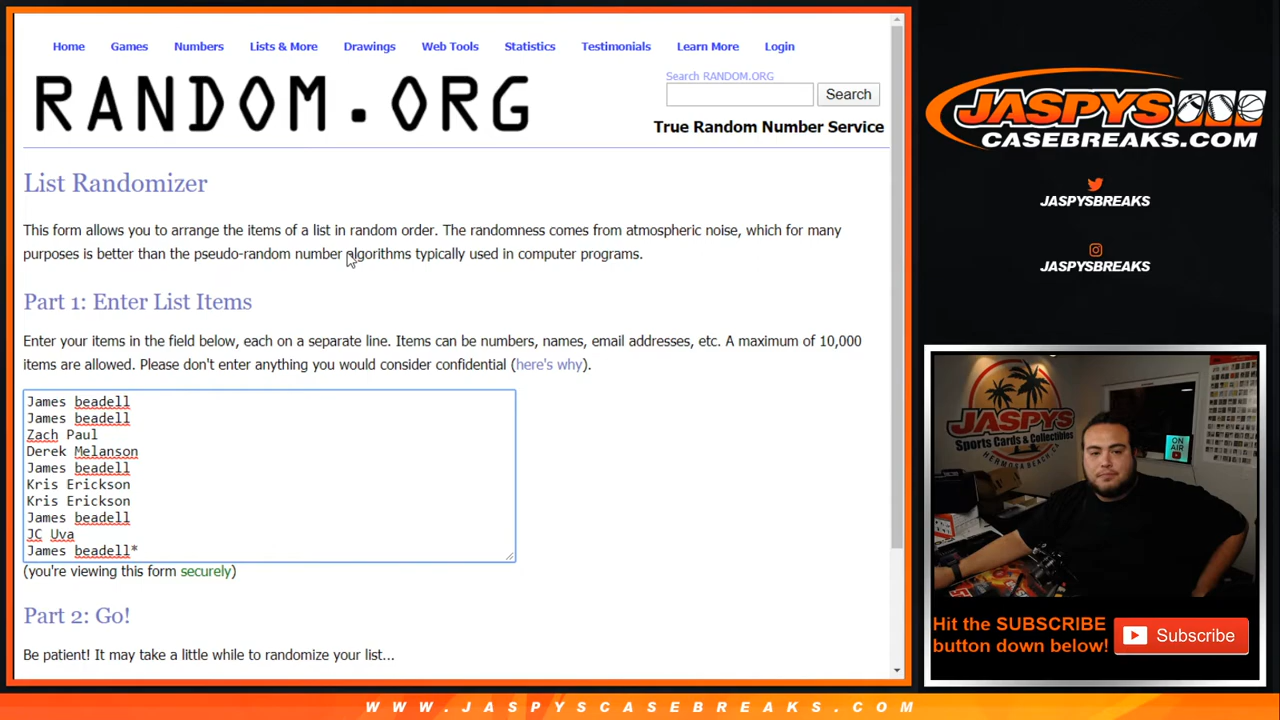 Home Games Numbers Lists & More Drawings Web Tools Statistics Testimonials Learn More Login
RANDOM.ORG
Search RANDOM.ORG
Search
True Random Number Service
List Randomizer
This form allows you to arrange the items of a list in random order. The randomness comes from atmospheric noise, which for many
purposes is better than the pseudo-random number algorithms typically used in computer programs.
Part 1: Enter List Items
Enter your items in the field below, each on a separate line. Items can be numbers, names, email addresses, etc. A maximum of 10,000
items are allowed. Please don't enter anything you would consider confidential (here's why).
James beadell
James beadell
Zach Paul
Derek Melanson
James beadell
Kris Erickson
Kris Erickson
James beadell
JC Uva
James beadell*
(you're viewing this form securely)
Part 2: Go!
Be patient! It may take a little while to randomize your list...
JASPYS
CASEBREAKS.COM
JASPYSBREAKS
JASPYSBREAKS
JASPYS
Sports Cards & Collectibles
HERMOSA BEACH, CA
ON
AIR
Hit the SUBSCRIBE
button down below!
Subscribe
WWW.JASPYSCASEBREAKS.COM